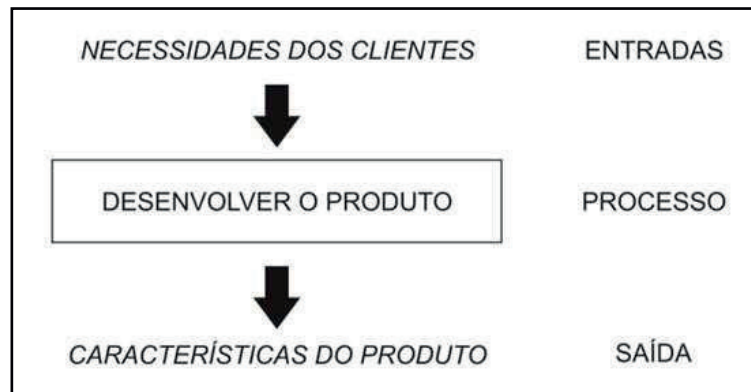 NECESSIDADES DOS CLIENTES ENTRADAS
DESENVOLVER O PRODUTO PROCESSO
CARACTERÍSTICAS DO PRODUTO SAÍDA